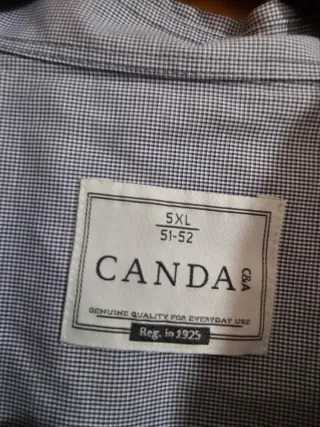 5XL
51-52
CANDA
C&A
GENUINE QUALITY FOR EVERYDAY USE
Reg. in 1925